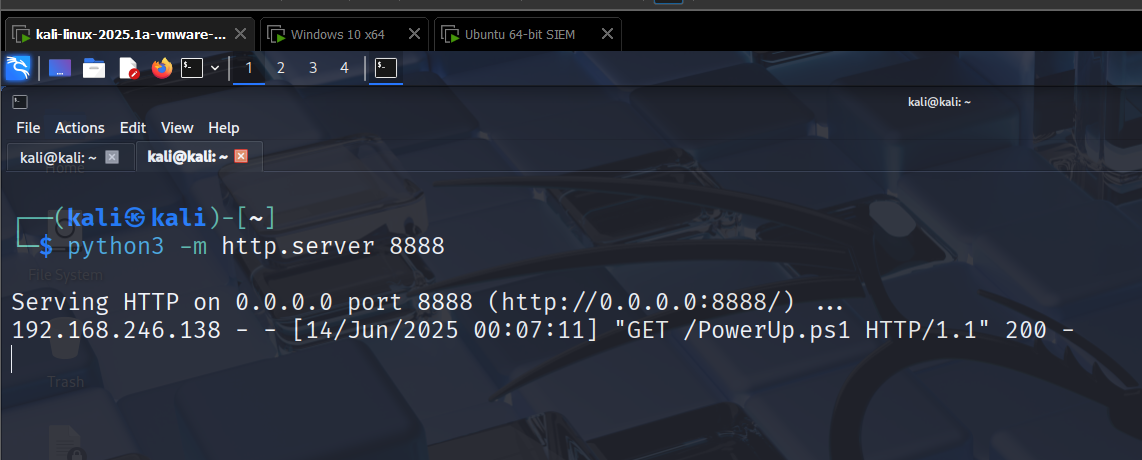 kali-linux-2025.1a-vmware-... Windows 10 x64 Ubuntu 64-bit SIEM
1 2 3 4
kali@kali: ~
File Actions Edit View Help
kali@kali: ~ kali@kali: ~
Home
┌──(kali㉿kali)-[~]
└─$ python3 -m http.server 8888
File System
Serving HTTP on 0.0.0.0 port 8888 (http://0.0.0.0:8888/) ...
192.168.246.138 - - [14/Jun/2025 00:07:11] "GET /PowerUp.ps1 HTTP/1.1" 200 -
Trash